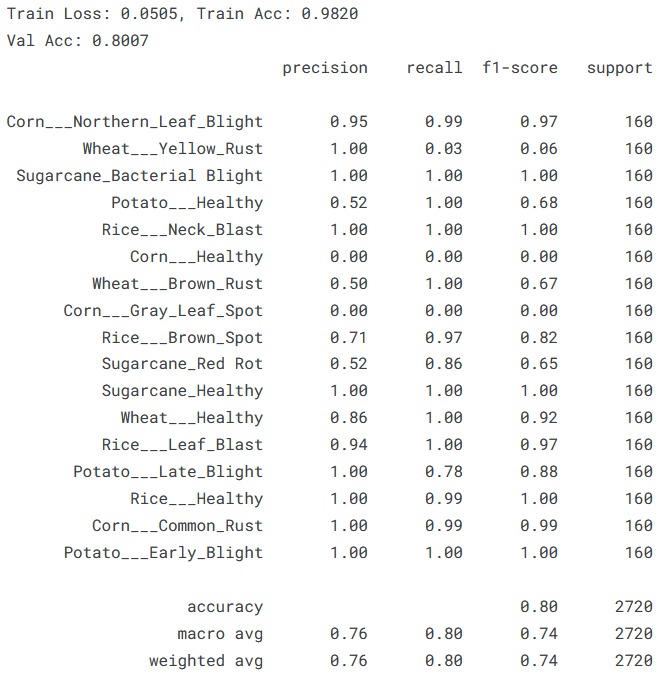 Train Loss: 0.0505, Train Acc: 0.9820
Val Acc: 0.8007
precision recall f1-score support
Corn___Northern_Leaf_Blight 0.95 0.99 0.97 160
Wheat___Yellow_Rust 1.00 0.03 0.06 160
Sugarcane_Bacterial Blight 1.00 1.00 1.00 160
Potato___Healthy 0.52 1.00 0.68 160
Rice___Neck_Blast 1.00 1.00 1.00 160
Corn___Healthy 0.00 0.00 0.00 160
Wheat___Brown_Rust 0.50 1.00 0.67 160
Corn___Gray_Leaf_Spot 0.00 0.00 0.00 160
Rice___Brown_Spot 0.71 0.97 0.82 160
Sugarcane_Red Rot 0.52 0.86 0.65 160
Sugarcane_Healthy 1.00 1.00 1.00 160
Wheat___Healthy 0.86 1.00 0.92 160
Rice___Leaf_Blast 0.94 1.00 0.97 160
Potato___Late_Blight 1.00 0.78 0.88 160
Rice___Healthy 1.00 0.99 1.00 160
Corn___Common_Rust 1.00 0.99 0.99 160
Potato___Early_Blight 1.00 1.00 1.00 160
accuracy 0.80 2720
macro avg 0.76 0.80 0.74 2720
weighted avg 0.76 0.80 0.74 2720